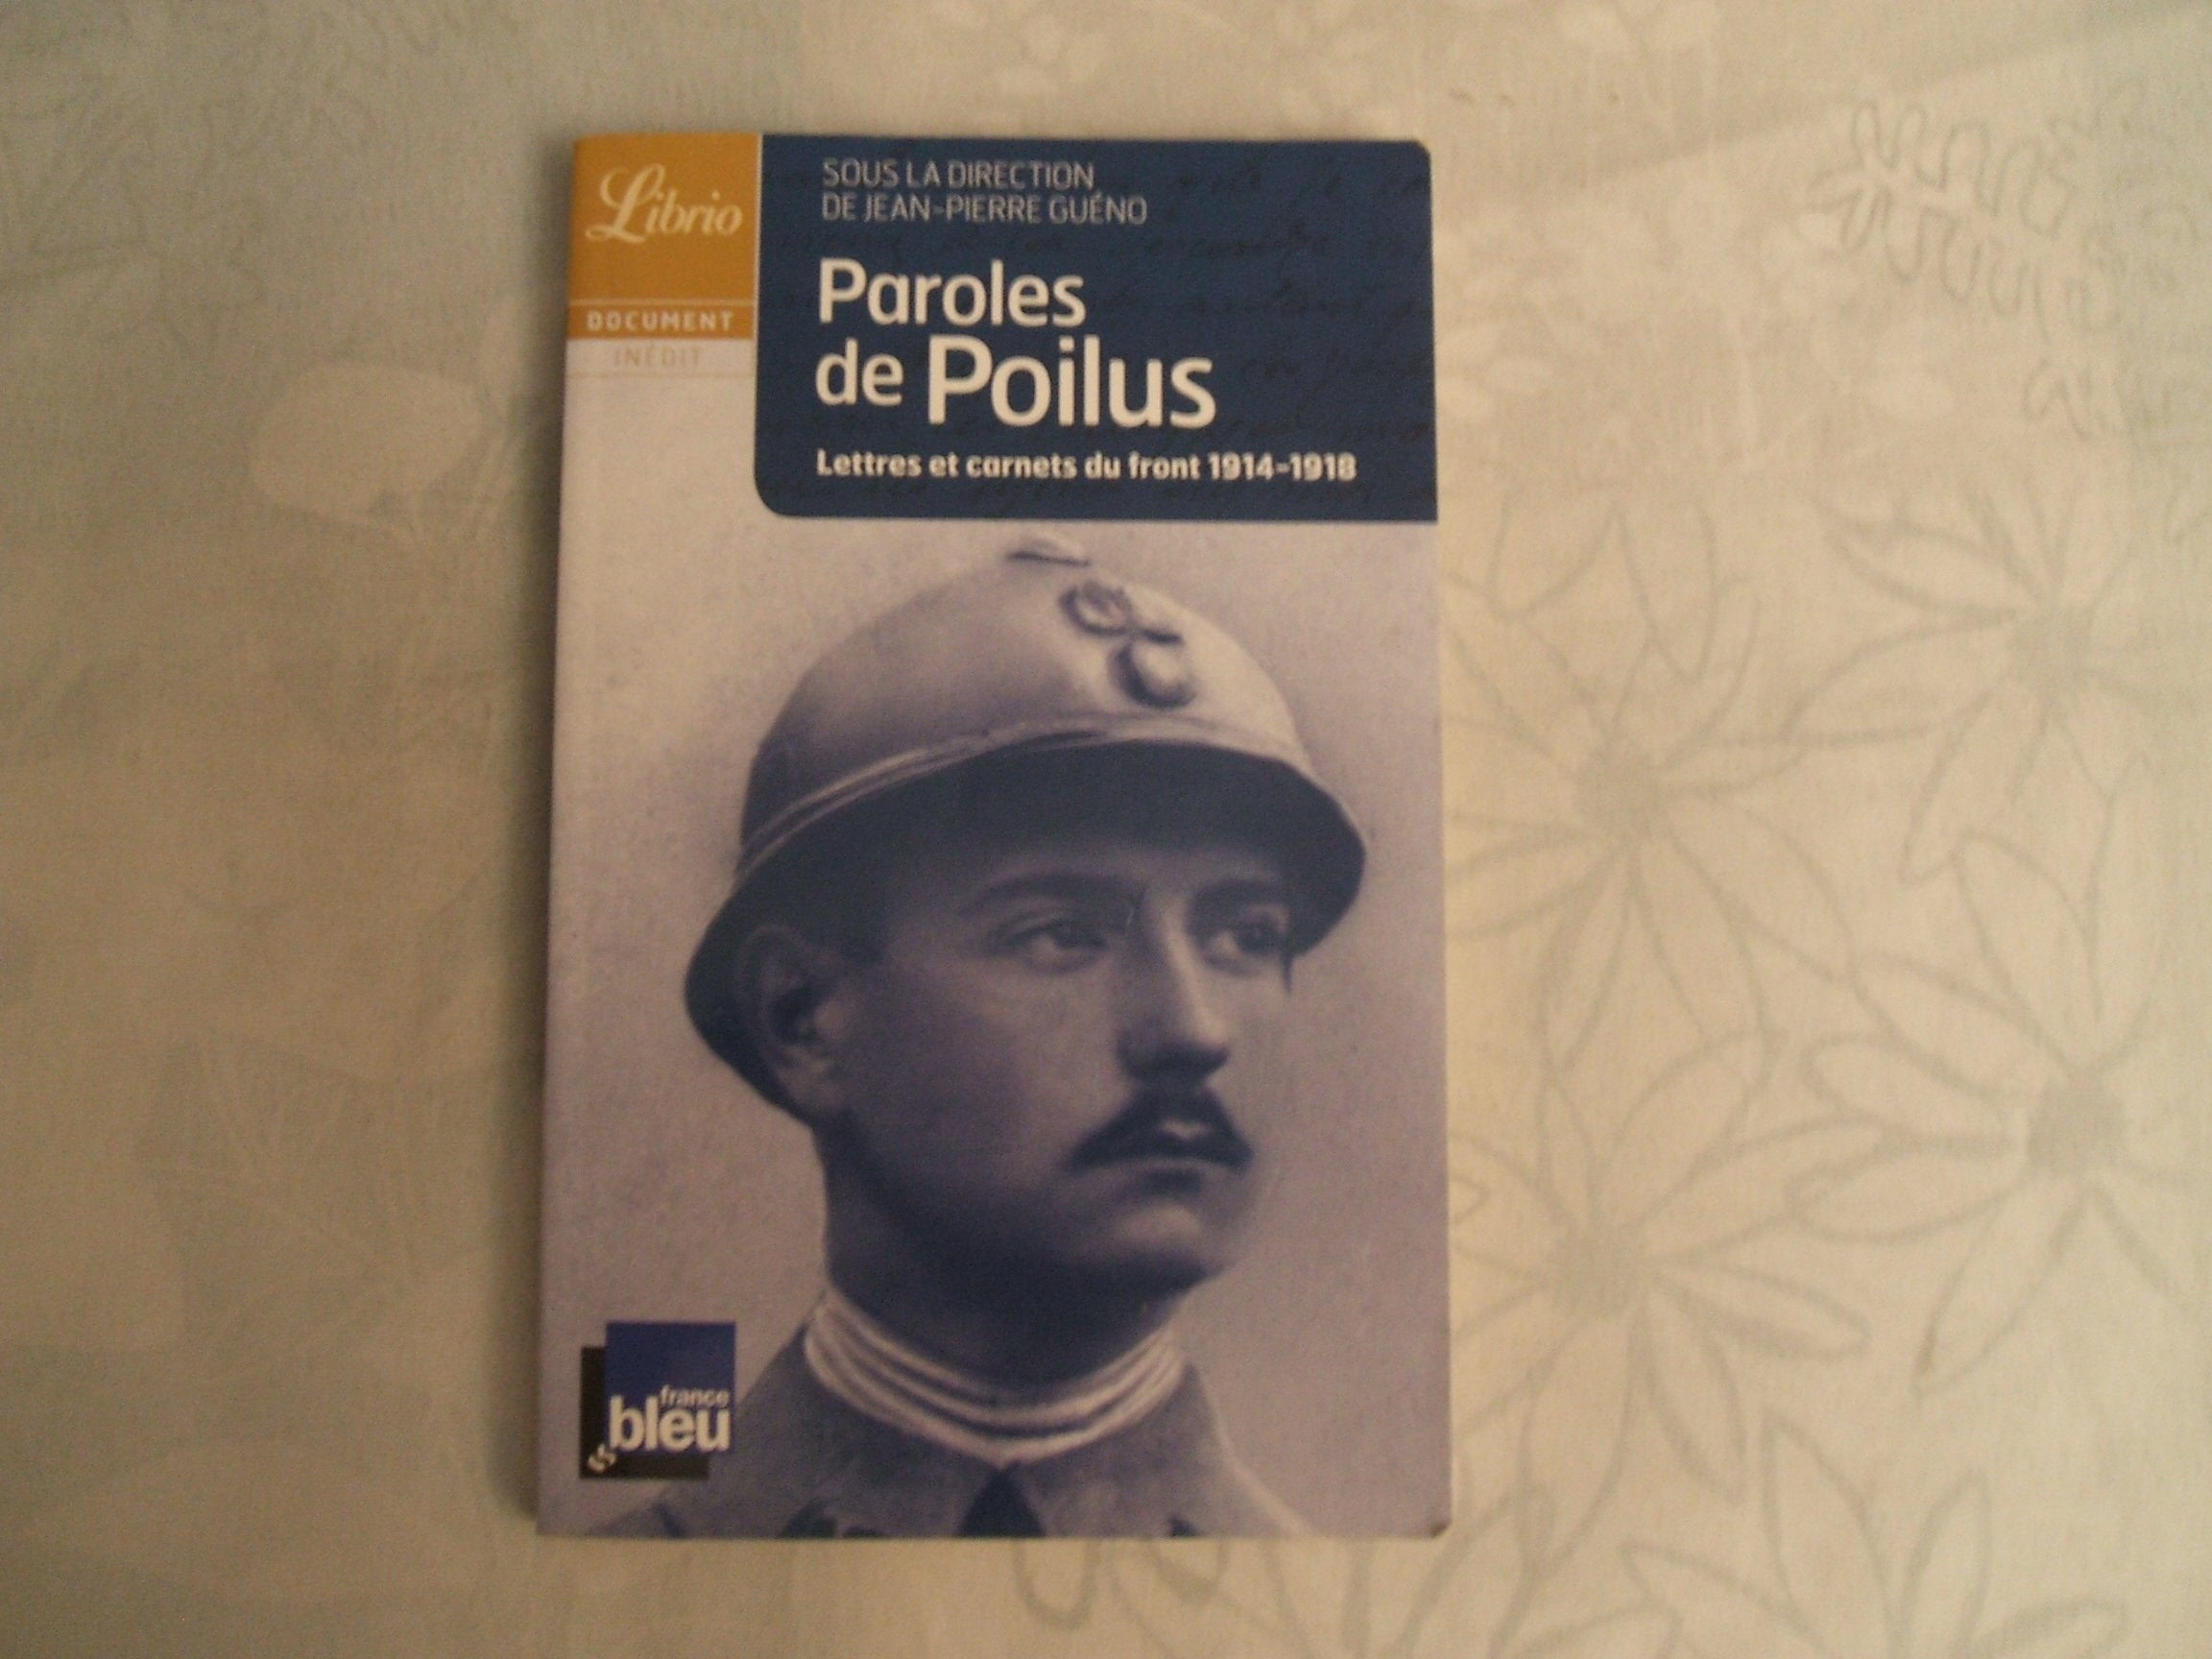 Librio
DOCUMENT
INÉDIT
SOUS LA DIRECTION
DE JEAN-PIERRE GUÉNO
Paroles
de Poilus
Lettres et carnets du front 1914-1918
france
bleu